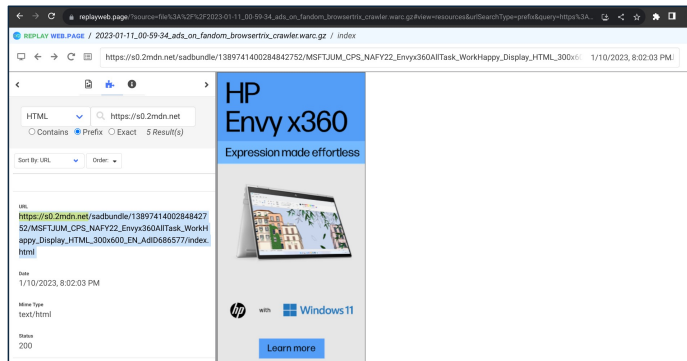 replayweb.page/?source=file%3A%2F%2F2023-01-11_00-59-34_ads_on_fandom_browsertrix_crawler.warc.gz#view=resources&urlSearchType=prefix&query=https%3A...
REPLAY WEB.PAGE / 2023-01-11_00-59-34_ads_on_fandom_browsertrix_crawler.warc.gz / index
https://s0.2mdn.net/sadbundle/1389741400284842752/MSFTJUM_CPS_NAFY22_Envyx360AllTask_WorkHappy_Display_HTML_300x60 1/10/2023, 8:02:03 PM
HTML https://s0.2mdn.net
Contains Prefix Exact 5 Result(s)
Sort By: URL Order:
URL
https://s0.2mdn.net/sadbundle/13897414002848427
52/MSFTJUM_CPS_NAFY22_Envyx360AllTask_WorkH
appy_Display_HTML_300x600_EN_AdID686577/index.
html
Date
1/10/2023, 8:02:03 PM
Mime Type
text/html
Status
200
HP
Envy x360
Expression made effortless
hp with Windows 11
Learn more